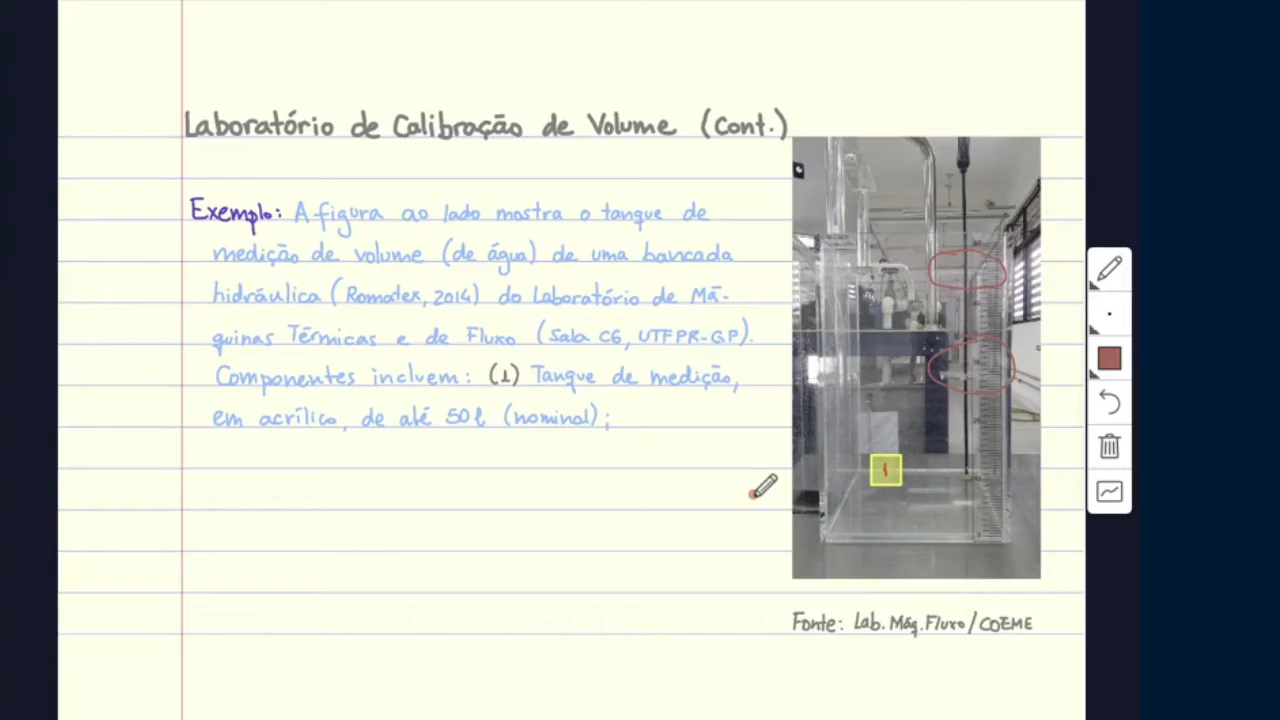 Laboratório de Calibração de Volume (Cont.)
Exemplo: A figura ao lado mostra o tanque de
medição de volume (de água) de uma bancada
hidráulica (Romatex, 2014) do Laboratório de Má-
quinas Térmicas e de Fluxo (Sala C6, UTFPR-GP).
Componentes incluem: (1) Tanque de medição,
em acrílico, de até 50 l (nominal);
1
Fonte: Lab. Máq. Fluxo/COEME